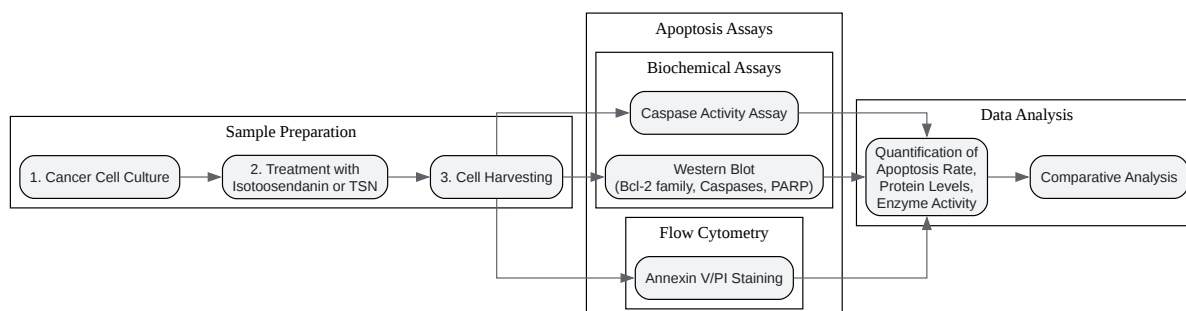 Apoptosis Assays
Biochemical Assays
Caspase Activity Assay
Data Analysis
Sample Preparation
1. Cancer Cell Culture
2. Treatment with
Isotoosendanin or TSN
3. Cell Harvesting
Western Blot
(Bcl-2 family, Caspases, PARP)
Quantification of
Apoptosis Rate,
Protein Levels,
Enzyme Activity
Comparative Analysis
Flow Cytometry
Annexin V/PI Staining